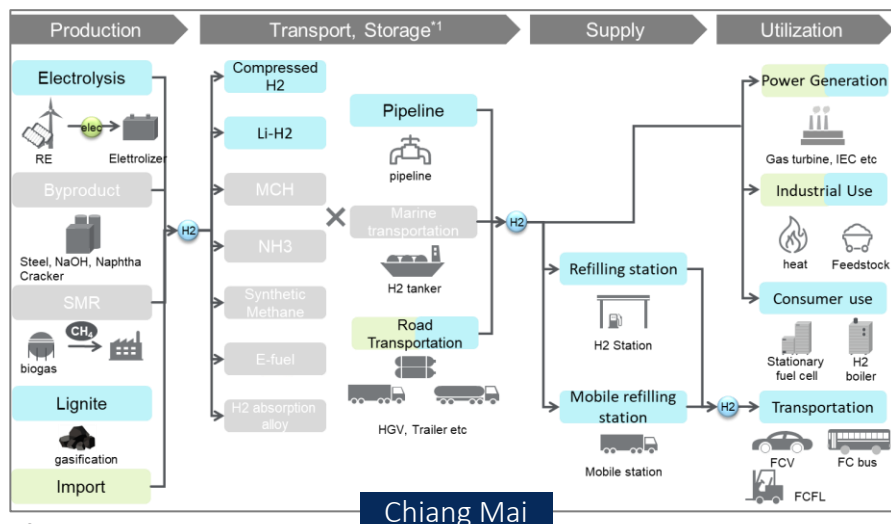 Production
Transport, Storage*1
Supply
Utilization
Electrolysis
elec
RE
Elettrolizer
Byproduct
Steel, NaOH, Naphtha
Cracker
SMR
CH4
biogas
Lignite
gasification
Import
H2
Compressed
H2
Li-H2
MCH
NH3
Synthetic
Methane
E-fuel
H2 absorption
alloy
Pipeline
pipeline
Marine
transportation
H2 tanker
Road
Transportation
HGV, Trailer etc
H2
Refilling station
H2 Station
Mobile refilling
station
Mobile station
H2
Power Generation
Gas turbine, IEC etc
Industrial Use
heat
Feedstock
Consumer use
Stationary
fuel cell
H2
boiler
Transportation
FCV
FC bus
FCFL
Chiang Mai